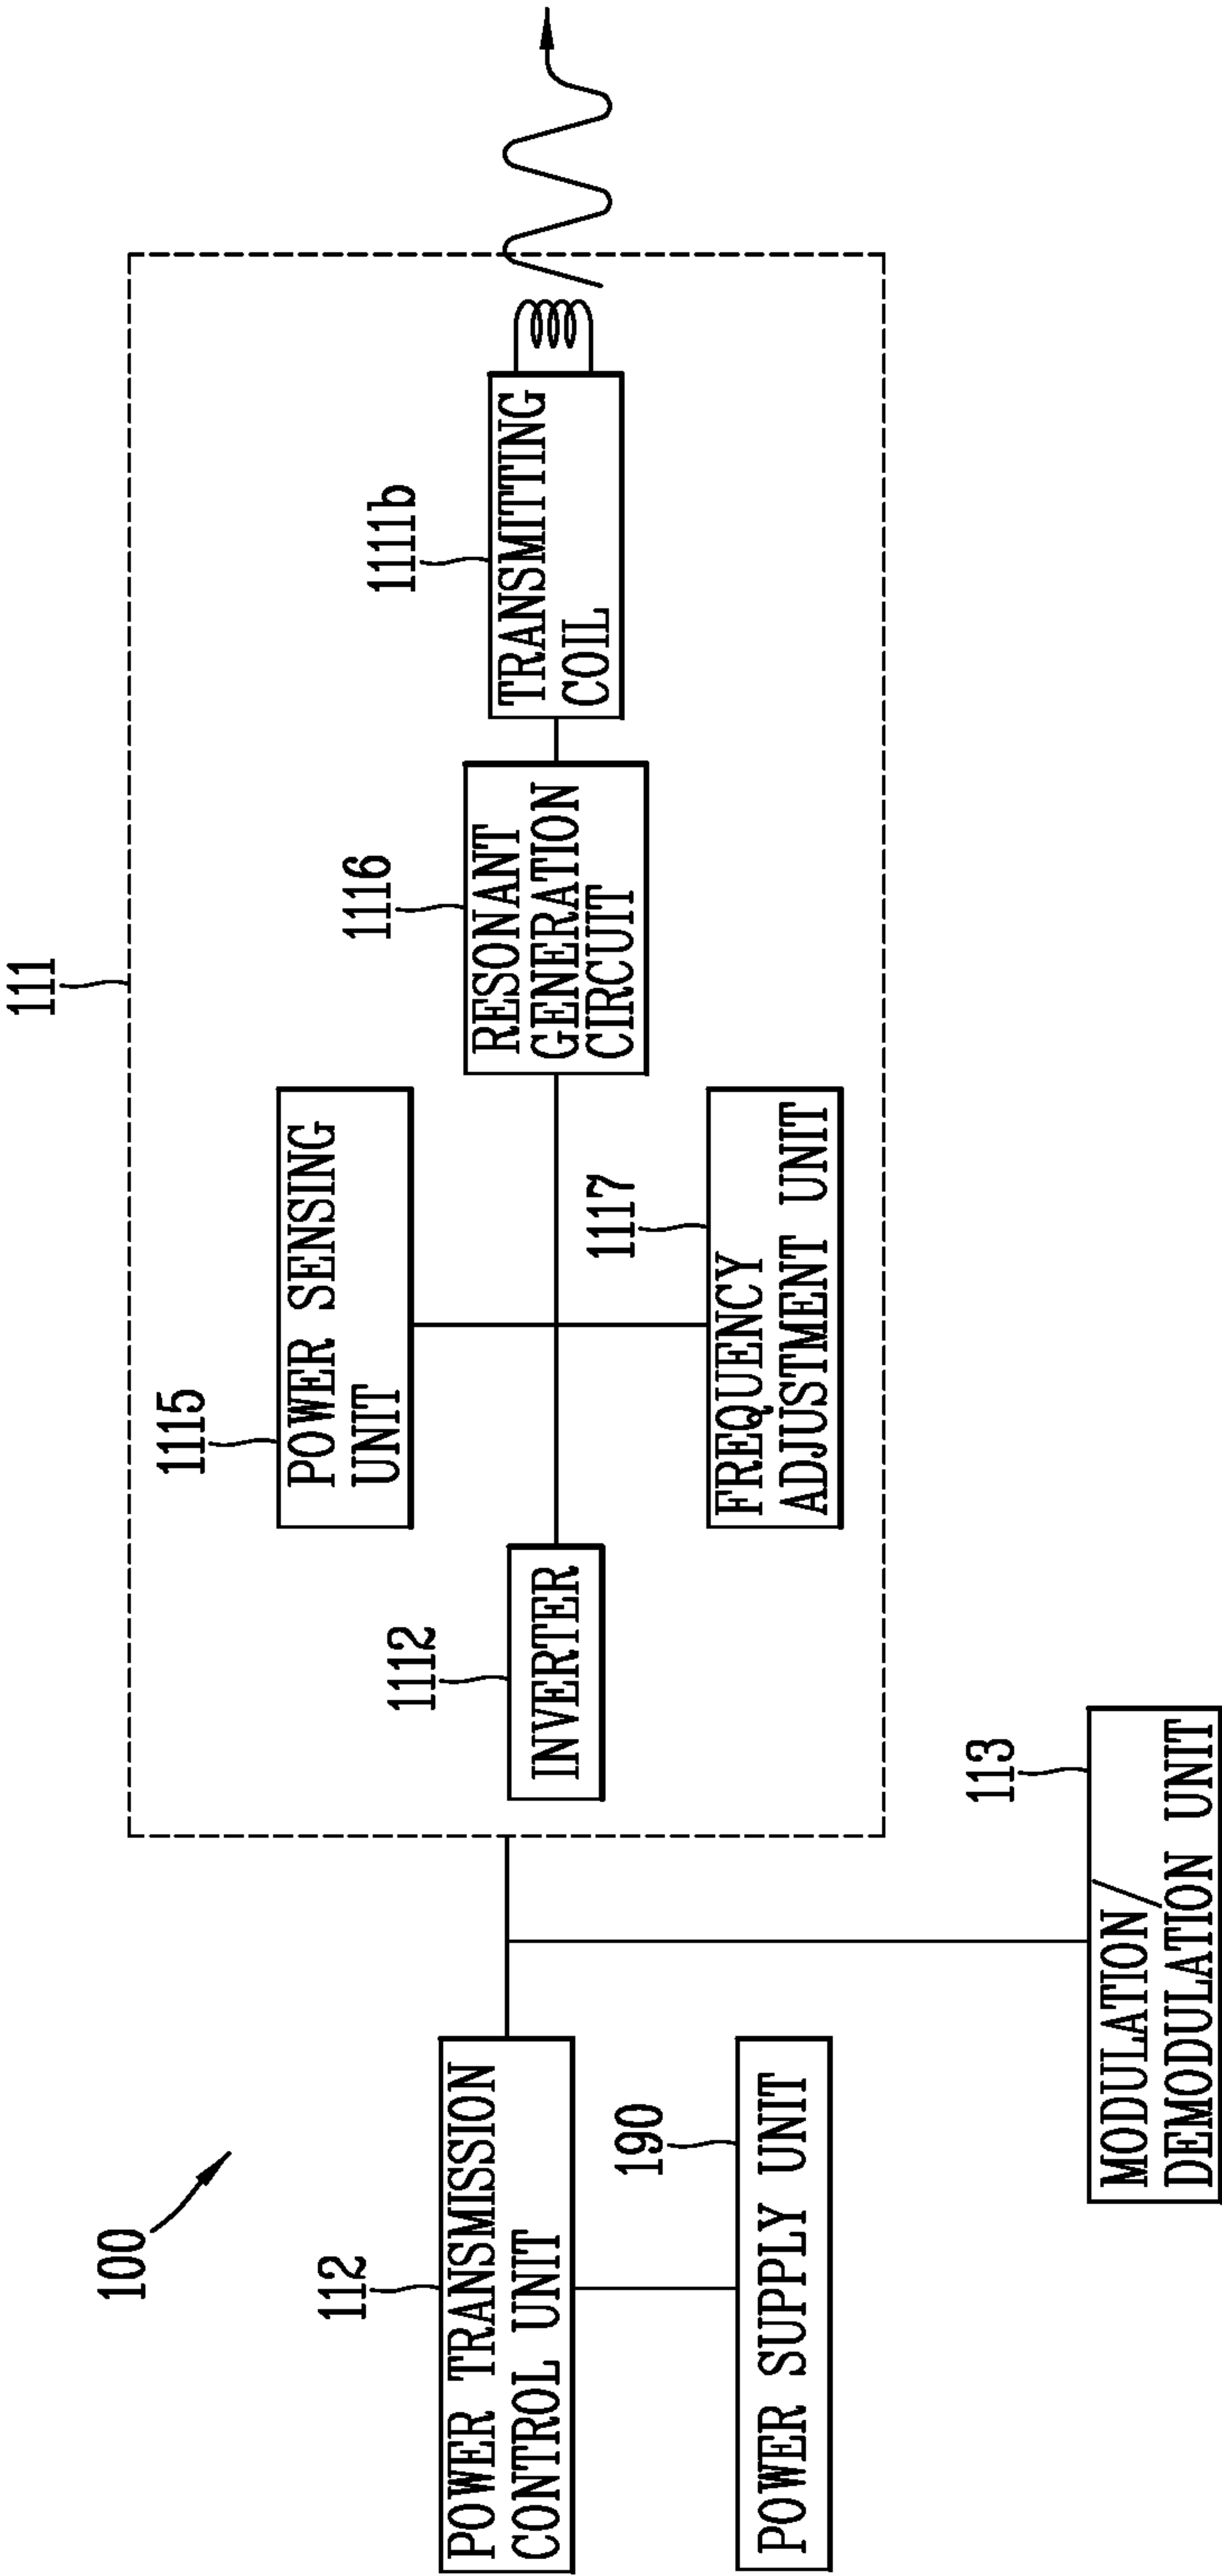 100
111
112
POWER TRANSMISSION
CONTROL UNIT
190
POWER SUPPLY UNIT
113
MODULATION/
DEMODULATION UNIT
1112
INVERTER
1115
POWER SENSING
UNIT
1117
FREQUENCY
ADJUSTMENT UNIT
1116
RESONANT
GENERATION
CIRCUIT
1111b
TRANSMITTING
COIL